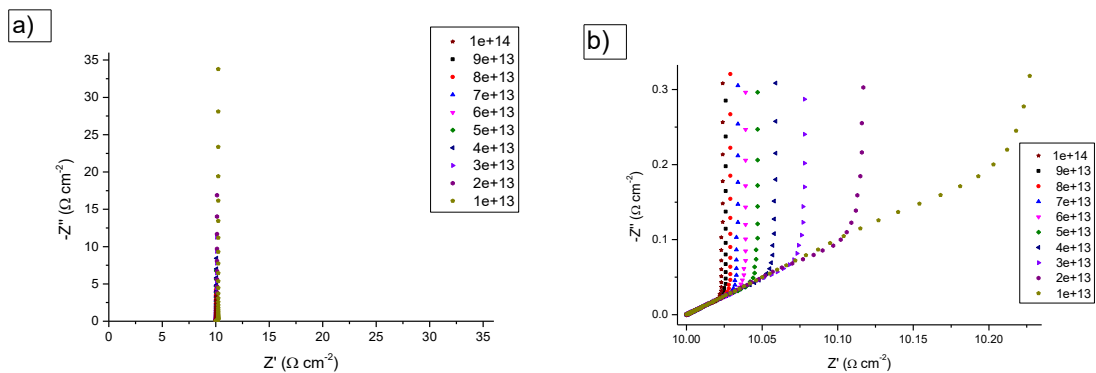 a)
35
30
25
20
15
10
5
0
0 5 10 15 20 25 30 35
-Z'' (Ω cm⁻²)
Z' (Ω cm⁻²)
1e+14
9e+13
8e+13
7e+13
6e+13
5e+13
4e+13
3e+13
2e+13
1e+13
b)
0.3
0.2
0.1
0.0
10.00 10.05 10.10 10.15 10.20
-Z'' (Ω cm⁻²)
Z' (Ω cm⁻²)
1e+14
9e+13
8e+13
7e+13
6e+13
5e+13
4e+13
3e+13
2e+13
1e+13